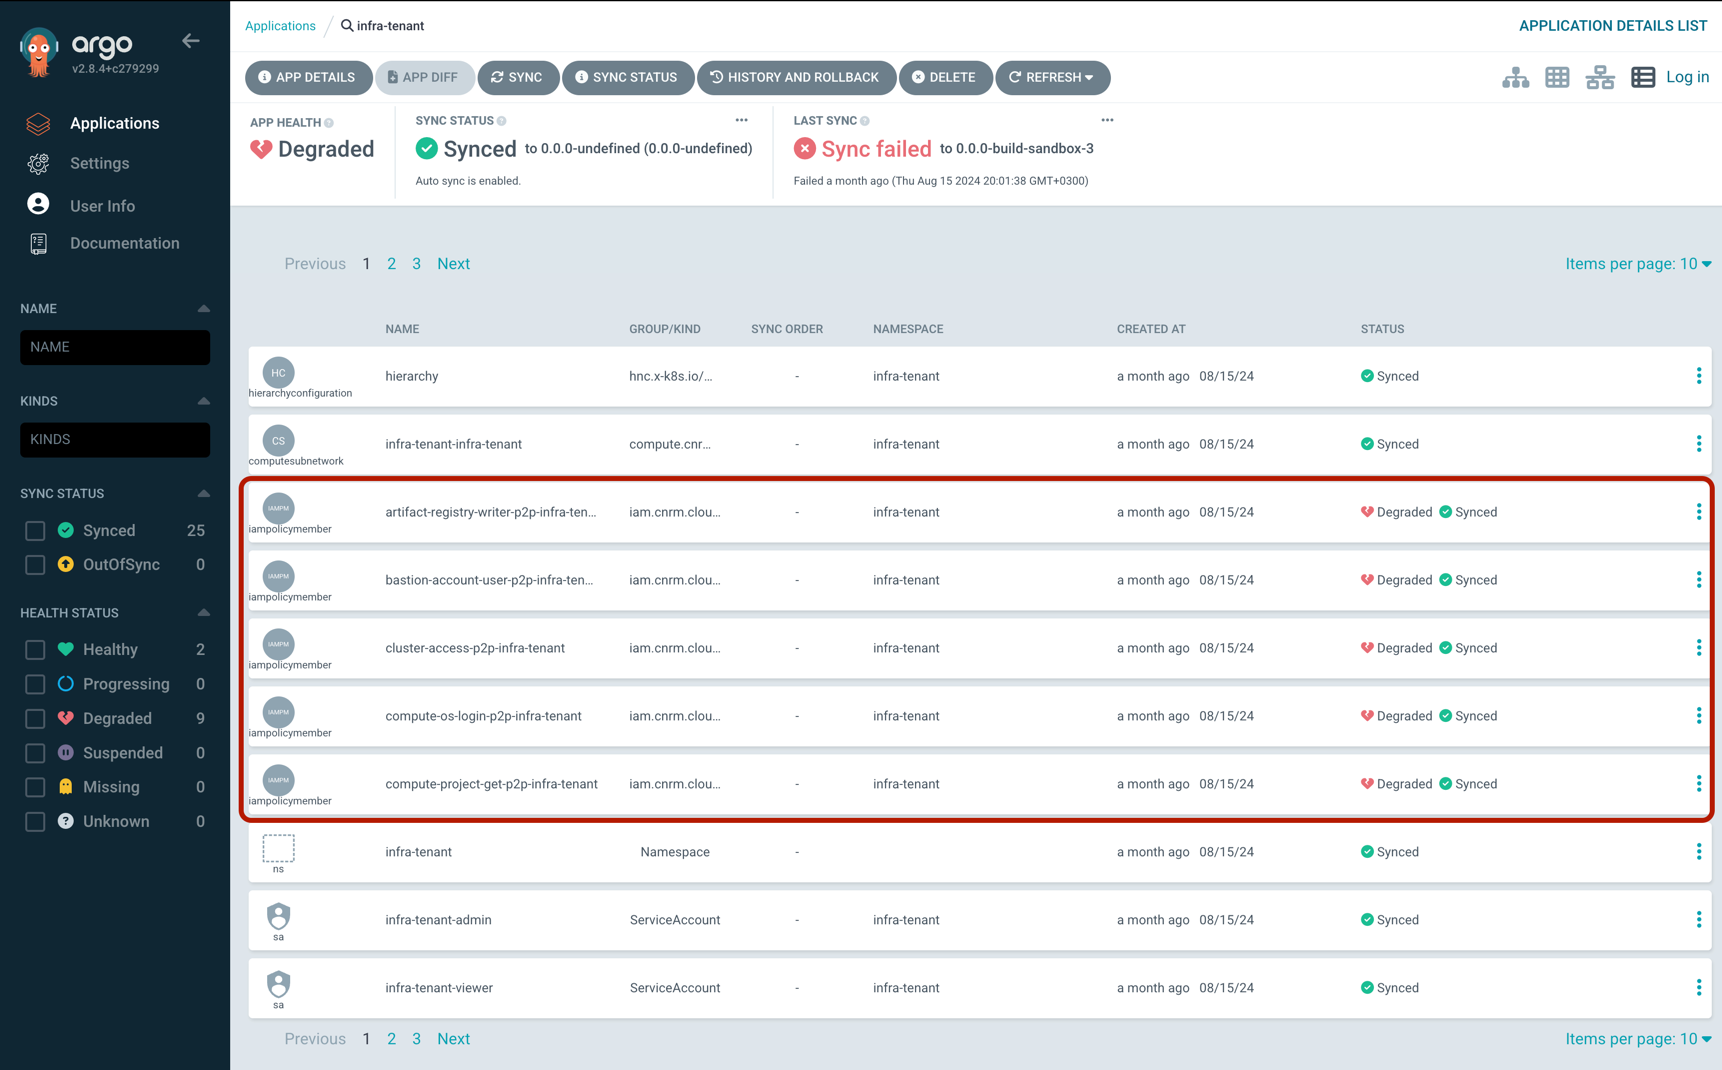 argo
v2.8.4+c279299
Applications
Settings
User Info
Documentation
NAME
NAME
KINDS
KINDS
SYNC STATUS
Synced 25
OutOfSync 0
HEALTH STATUS
Healthy 2
Progressing 0
Degraded 9
Suspended 0
Missing 0
Unknown 0
Applications / infra-tenant APPLICATION DETAILS LIST
APP DETAILS APP DIFF SYNC SYNC STATUS HISTORY AND ROLLBACK DELETE REFRESH Log in
APP HEALTH
Degraded
SYNC STATUS
Synced to 0.0.0-undefined (0.0.0-undefined)
Auto sync is enabled.
LAST SYNC
Sync failed to 0.0.0-build-sandbox-3
Failed a month ago (Thu Aug 15 2024 20:01:38 GMT+0300)
Previous 1 2 3 Next Items per page: 10
NAME GROUP/KIND SYNC ORDER NAMESPACE CREATED AT STATUS
HC
hierarchyconfiguration
hierarchy hnc.x-k8s.io/... - infra-tenant a month ago 08/15/24 Synced
CS
computesubnetwork
infra-tenant-infra-tenant compute.cnr... - infra-tenant a month ago 08/15/24 Synced
IAMPM
iampolicymember
artifact-registry-writer-p2p-infra-ten... iam.cnrm.clou... - infra-tenant a month ago 08/15/24 Degraded Synced
IAMPM
iampolicymember
bastion-account-user-p2p-infra-ten... iam.cnrm.clou... - infra-tenant a month ago 08/15/24 Degraded Synced
IAMPM
iampolicymember
cluster-access-p2p-infra-tenant iam.cnrm.clou... - infra-tenant a month ago 08/15/24 Degraded Synced
IAMPM
iampolicymember
compute-os-login-p2p-infra-tenant iam.cnrm.clou... - infra-tenant a month ago 08/15/24 Degraded Synced
IAMPM
iampolicymember
compute-project-get-p2p-infra-tenant iam.cnrm.clou... - infra-tenant a month ago 08/15/24 Degraded Synced
ns
infra-tenant Namespace - a month ago 08/15/24 Synced
sa
infra-tenant-admin ServiceAccount - infra-tenant a month ago 08/15/24 Synced
sa
infra-tenant-viewer ServiceAccount - infra-tenant a month ago 08/15/24 Synced
Previous 1 2 3 Next Items per page: 10